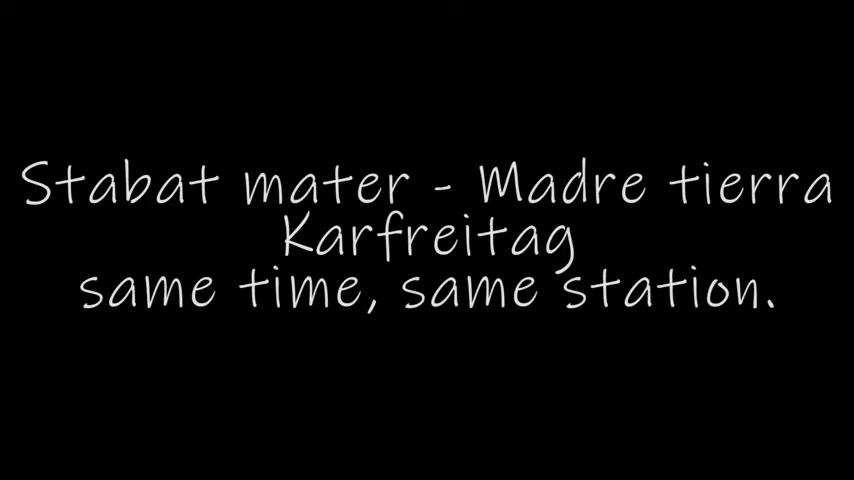 Stabat mater - Madre tierra
Karfreitag
same time, same station.